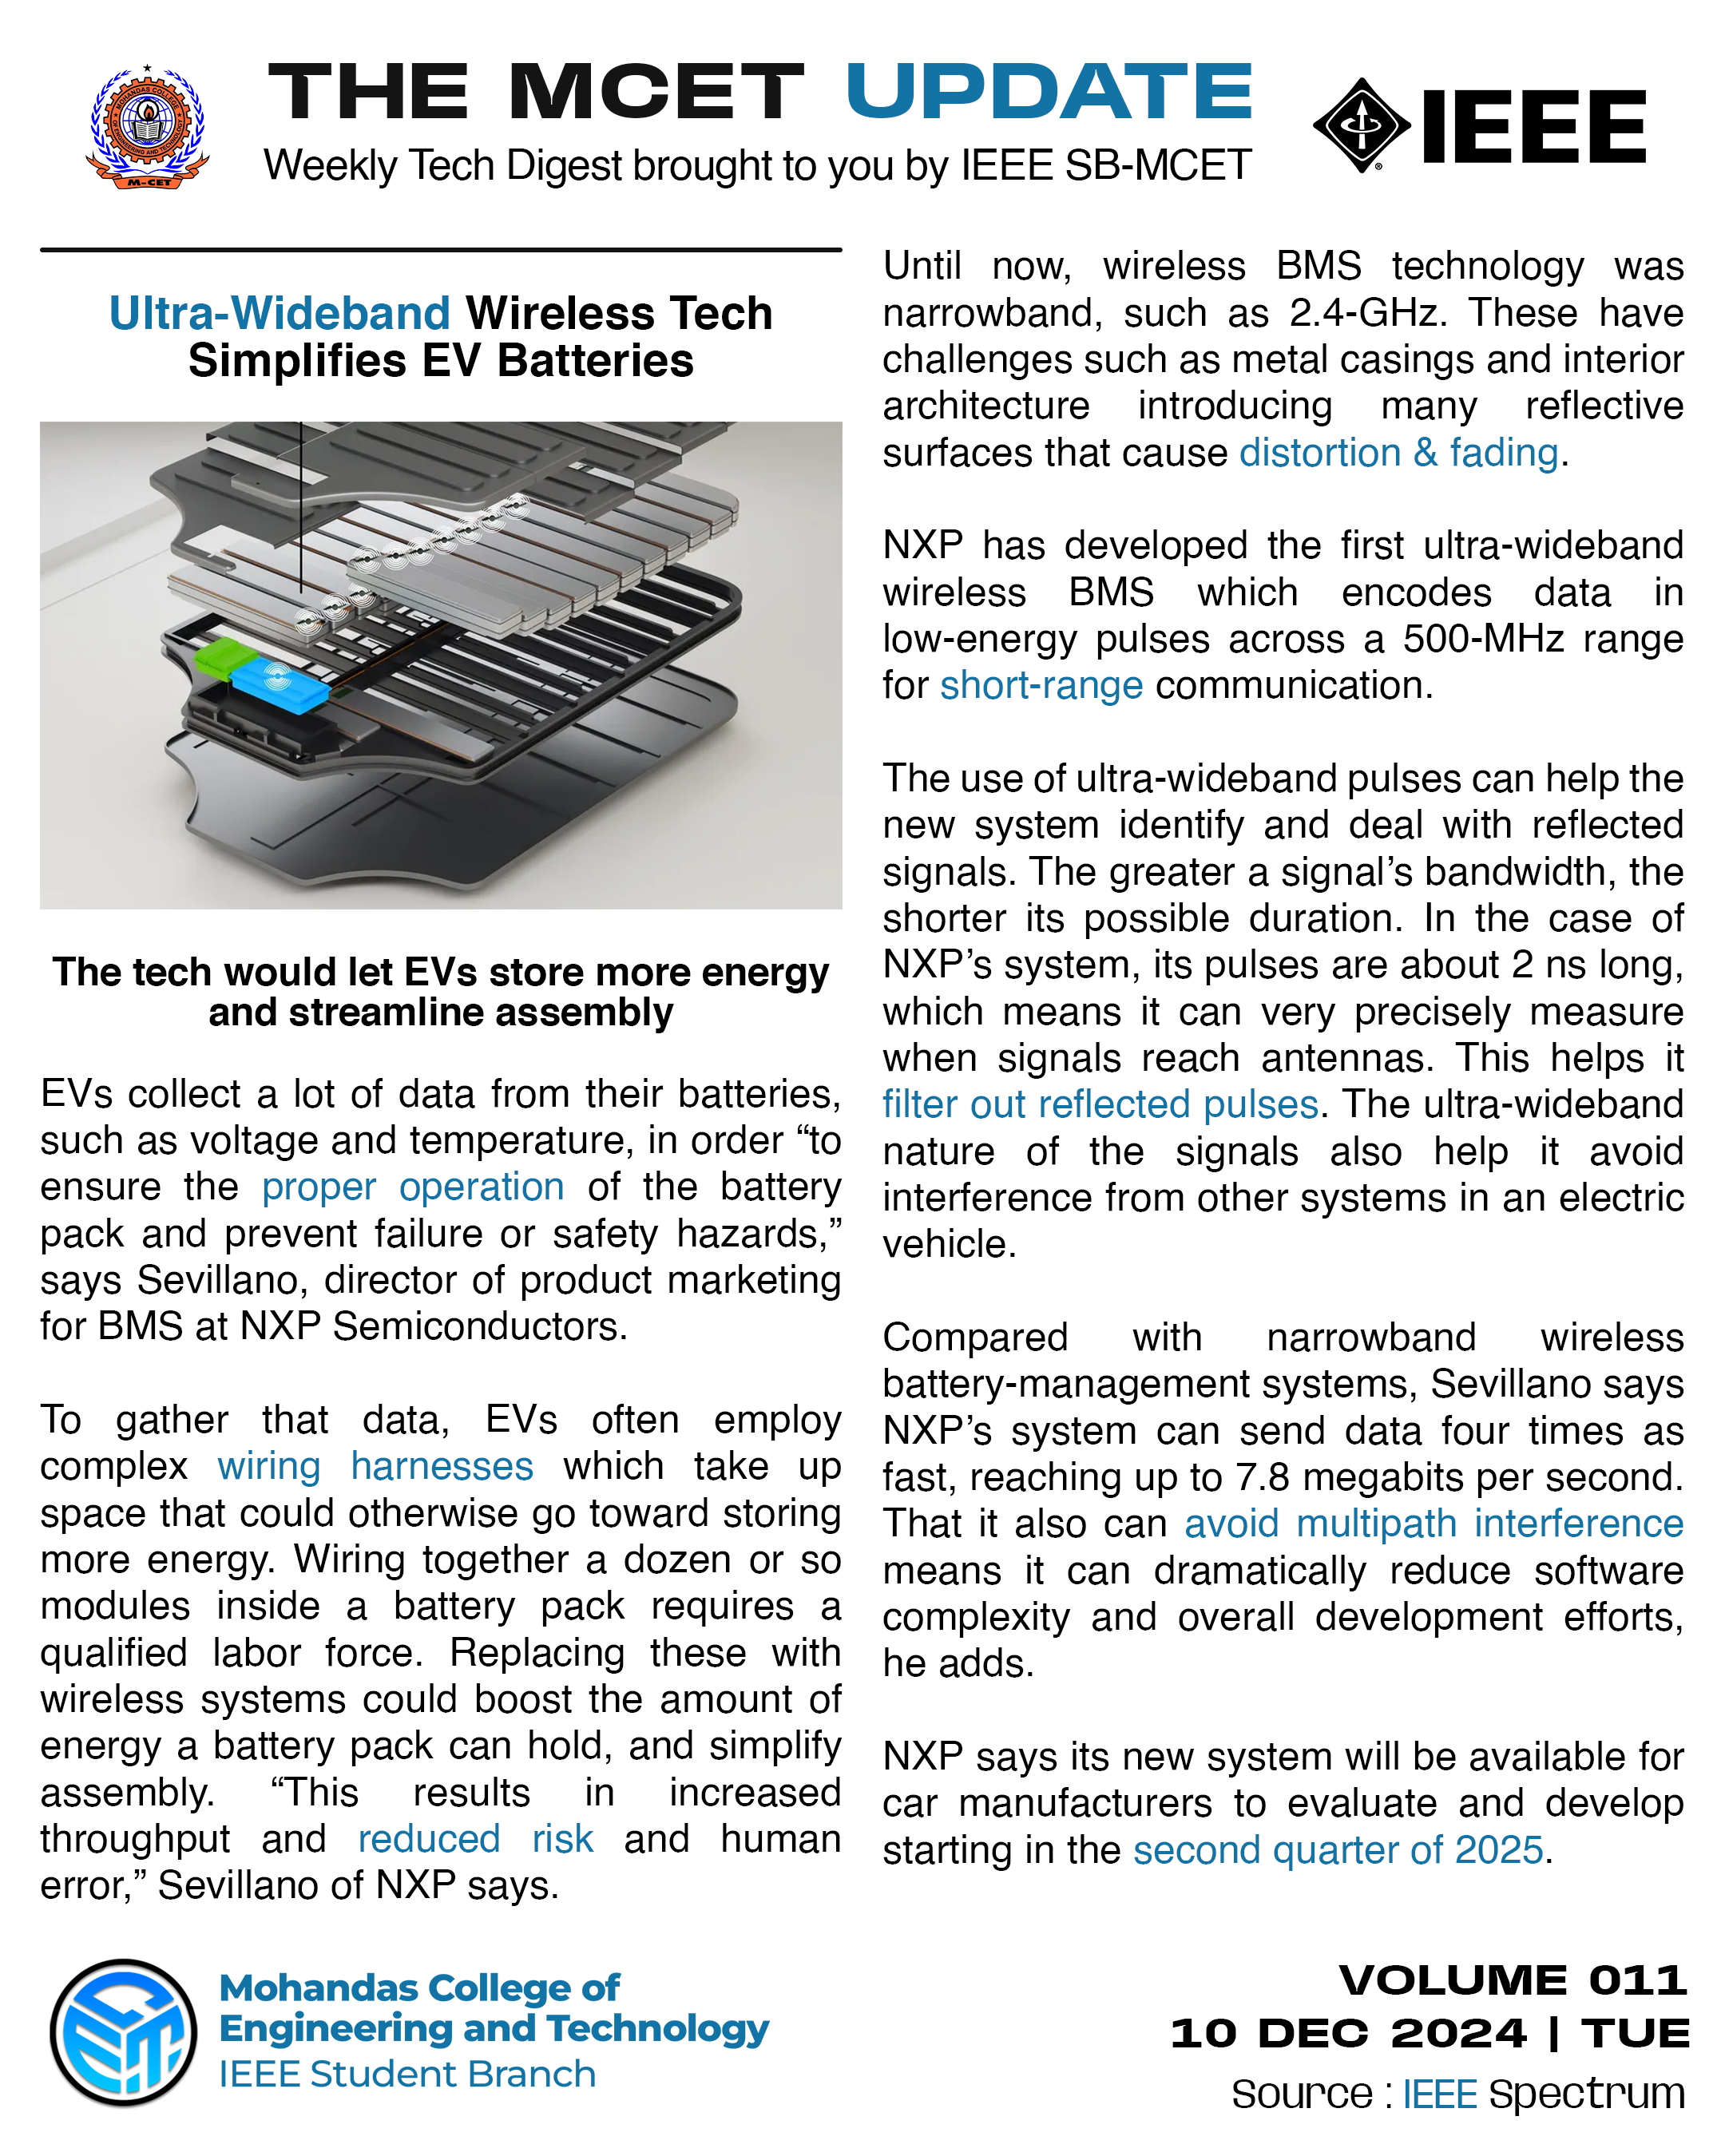 THE MCET UPDATE
Weekly Tech Digest brought to you by IEEE SB-MCET
MOHANDAS COLLEGE
OF ENGINEERING AND TECHNOLOGY
M-CET
IEEE
Ultra-Wideband Wireless Tech
Simplifies EV Batteries
The tech would let EVs store more energy
and streamline assembly
EVs collect a lot of data from their batteries,
such as voltage and temperature, in order “to
ensure the proper operation of the battery
pack and prevent failure or safety hazards,”
says Sevillano, director of product marketing
for BMS at NXP Semiconductors.
To gather that data, EVs often employ
complex wiring harnesses which take up
space that could otherwise go toward storing
more energy. Wiring together a dozen or so
modules inside a battery pack requires a
qualified labor force. Replacing these with
wireless systems could boost the amount of
energy a battery pack can hold, and simplify
assembly. “This results in increased
throughput and reduced risk and human
error,” Sevillano of NXP says.
Until now, wireless BMS technology was
narrowband, such as 2.4-GHz. These have
challenges such as metal casings and interior
architecture introducing many reflective
surfaces that cause distortion & fading.
NXP has developed the first ultra-wideband
wireless BMS which encodes data in
low-energy pulses across a 500-MHz range
for short-range communication.
The use of ultra-wideband pulses can help the
new system identify and deal with reflected
signals. The greater a signal’s bandwidth, the
shorter its possible duration. In the case of
NXP’s system, its pulses are about 2 ns long,
which means it can very precisely measure
when signals reach antennas. This helps it
filter out reflected pulses. The ultra-wideband
nature of the signals also help it avoid
interference from other systems in an electric
vehicle.
Compared with narrowband wireless
battery-management systems, Sevillano says
NXP’s system can send data four times as
fast, reaching up to 7.8 megabits per second.
That it also can avoid multipath interference
means it can dramatically reduce software
complexity and overall development efforts,
he adds.
NXP says its new system will be available for
car manufacturers to evaluate and develop
starting in the second quarter of 2025.
Mohandas College of
Engineering and Technology
IEEE Student Branch
VOLUME 011
10 DEC 2024 | TUE
Source : IEEE Spectrum